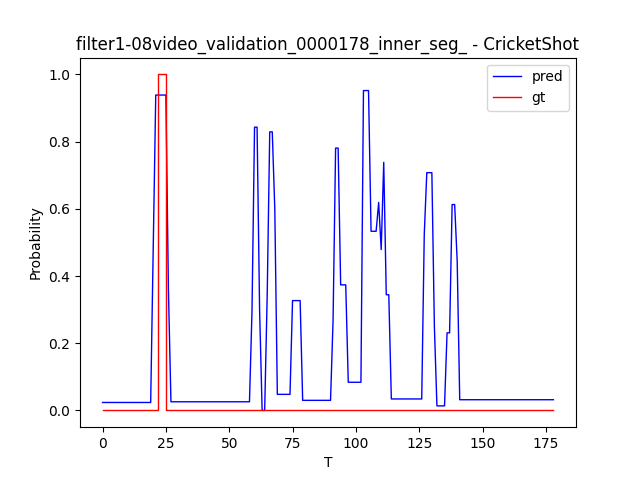 filter1-08video_validation_0000178_inner_seg_ - CricketShot
pred
gt
Probability
1.0
0.8
0.6
0.4
0.2
0.0
0 25 50 75 100 125 150 175
T